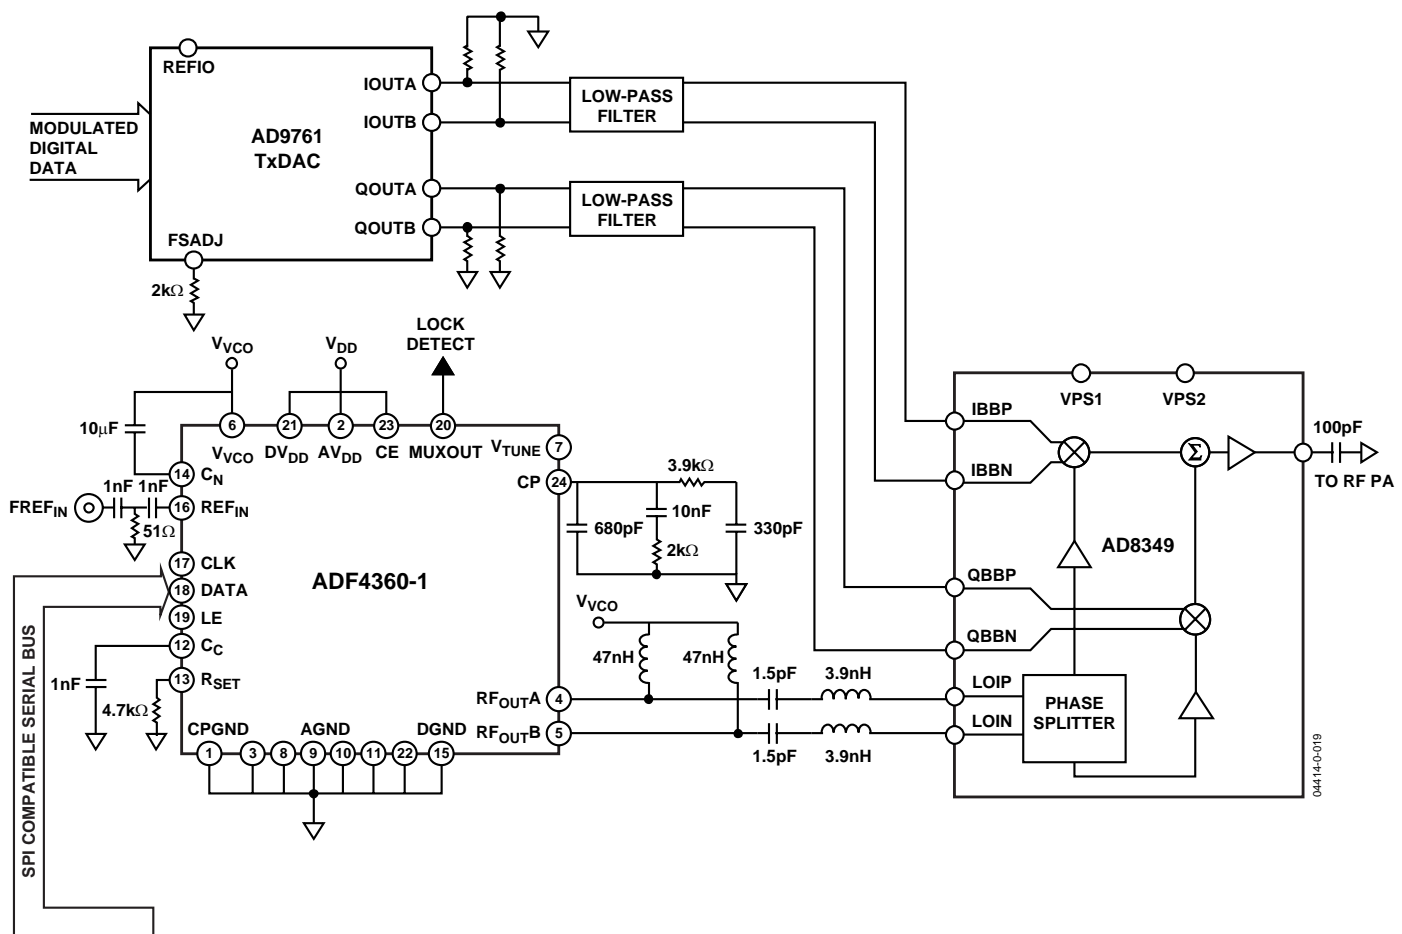 REFIO
MODULATED
DIGITAL
DATA
AD9761
TxDAC
IOUTA
IOUTB
QOUTA
QOUTB
FSADJ
2kΩ
LOW-PASS
FILTER
LOW-PASS
FILTER
LOCK
DETECT
VVCO
VDD
10µF
6
21
2
23
20
7
VVCO
DVDD
AVDD
CE
MUXOUT
VTUNE
14
CN
CP
24
1nF
1nF
FREFIN
16
REFIN
51Ω
3.9kΩ
680pF
10nF
2kΩ
330pF
17
CLK
18
DATA
19
LE
ADF4360-1
12
CC
1nF
13
RSET
4.7kΩ
VVCO
47nH
47nH
RFOUTA
4
RFOUTB
5
1.5pF
3.9nH
1.5pF
3.9nH
CPGND
AGND
DGND
1
3
8
9
10
11
22
15
SPI COMPATIBLE SERIAL BUS
VPS1
VPS2
IBBP
IBBN
Σ
100pF
TO RF PA
AD8349
QBBP
QBBN
LOIP
LOIN
PHASE
SPLITTER
04414-0-019